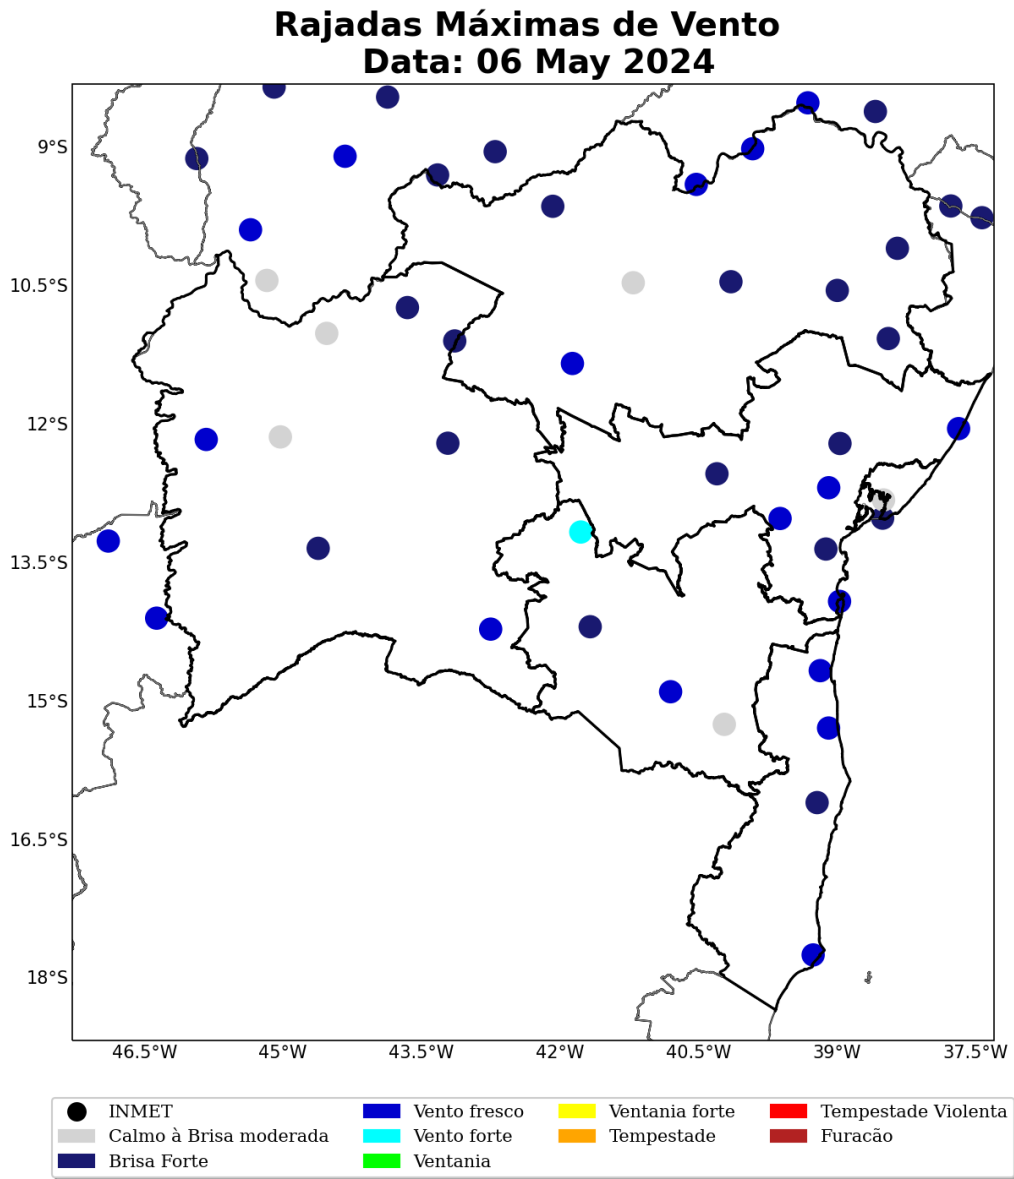 Rajadas Máximas de Vento
Data: 06 May 2024
9°S
10.5°S
12°S
13.5°S
15°S
16.5°S
18°S
46.5°W 45°W 43.5°W 42°W 40.5°W 39°W 37.5°W
INMET Vento fresco Ventania forte Tempestade Violenta
Calmo à Brisa moderada Vento forte Tempestade Furacão
Brisa Forte Ventania